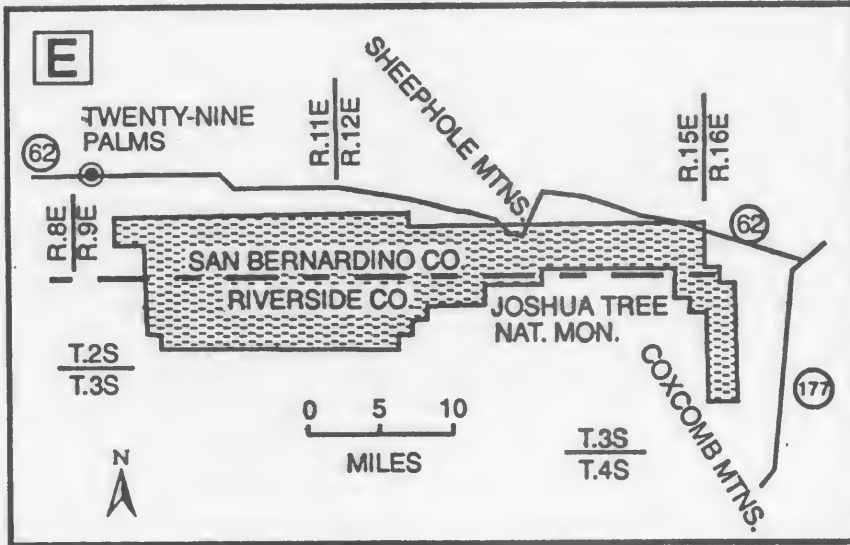 E
TWENTY-NINE
PALMS
62
SHEEPHOLE MTNS.
R.11E
R.12E
R.15E
R.16E
R.8E
R.9E
62
SAN BERNARDINO CO.
RIVERSIDE CO.
JOSHUA TREE
NAT. MON.
T.2S
T.3S
0 5 10
MILES
T.3S
T.4S
COXCOMB MTNS.
177
N